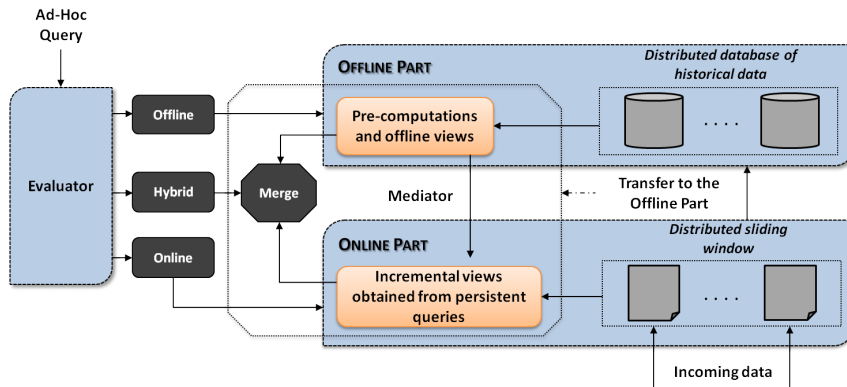 Ad-Hoc
Query
Evaluator
Offline
Hybrid
Online
Merge
Mediator
OFFLINE PART
Pre-computations
and offline views
Distributed database of
historical data
. . . .
Transfer to the
Offline Part
ONLINE PART
Incremental views
obtained from persistent
queries
Distributed sliding
window
. . . .
Incoming data